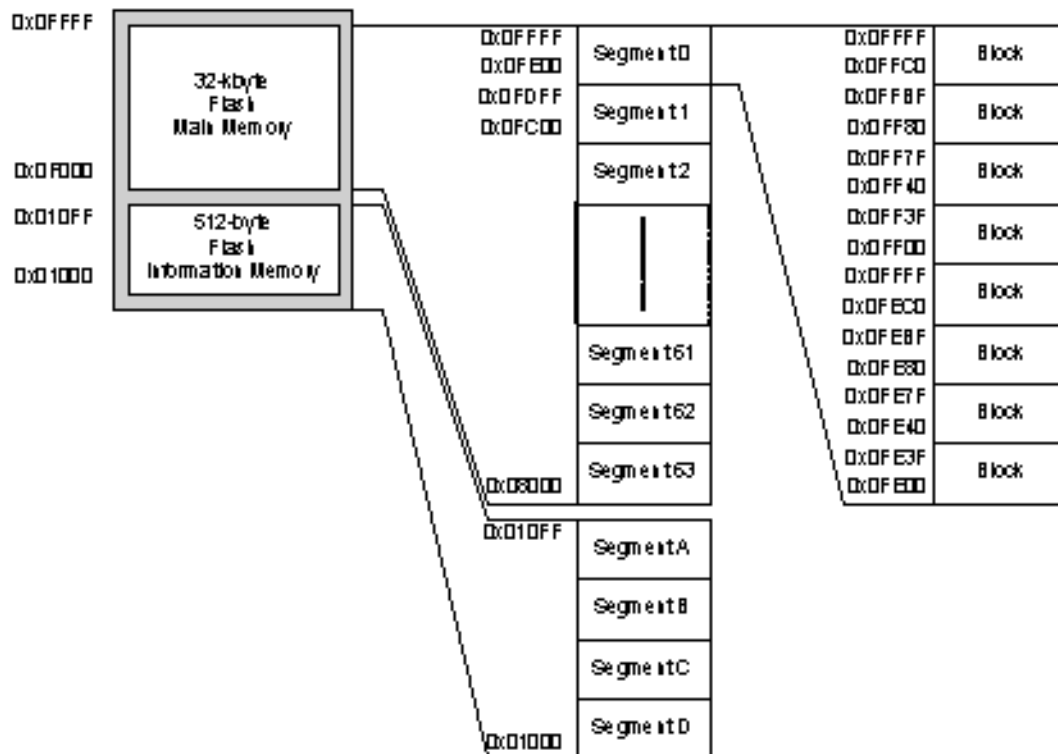 0x0FFFF
32-kbyte
Flash
Main Memory
0x0F000
0x010FF
512-byte
Flash
Information Memory
0x01000
0x0FFFF
0x0FE00
0x0FDFF
0x0FC00
0x08000
0x010FF
0x01000
Segment0
Segment1
Segment2
Segment61
Segment62
Segment63
SegmentA
SegmentB
SegmentC
SegmentD
0x0FFFF
0x0FFC0
0x0FF8F
0x0FF80
0x0FF7F
0x0FF40
0x0FF3F
0x0FF00
0x0FFFF
0x0FEC0
0x0FE8F
0x0FE80
0x0FE7F
0x0FE40
0x0FE3F
0x0FE00
Block
Block
Block
Block
Block
Block
Block
Block